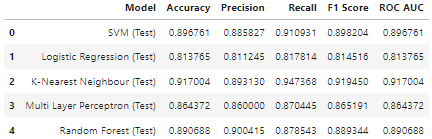 Model Accuracy Precision Recall F1 Score ROC AUC
0 SVM (Test) 0.896761 0.885827 0.910931 0.898204 0.896761
1 Logistic Regression (Test) 0.813765 0.811245 0.817814 0.814516 0.813765
2 K-Nearest Neighbour (Test) 0.917004 0.893130 0.947368 0.919450 0.917004
3 Multi Layer Perceptron (Test) 0.864372 0.860000 0.870445 0.865191 0.864372
4 Random Forest (Test) 0.890688 0.900415 0.878543 0.889344 0.890688